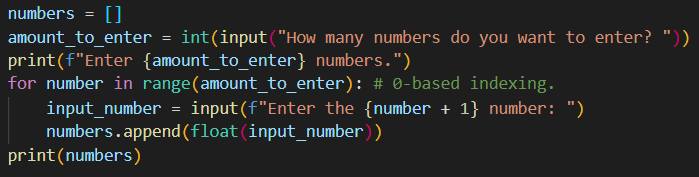 numbers = []
amount_to_enter = int(input("How many numbers do you want to enter? "))
print(f"Enter {amount_to_enter} numbers.")
for number in range(amount_to_enter): # 0-based indexing.
    input_number = input(f"Enter the {number + 1} number: ")
    numbers.append(float(input_number))
print(numbers)